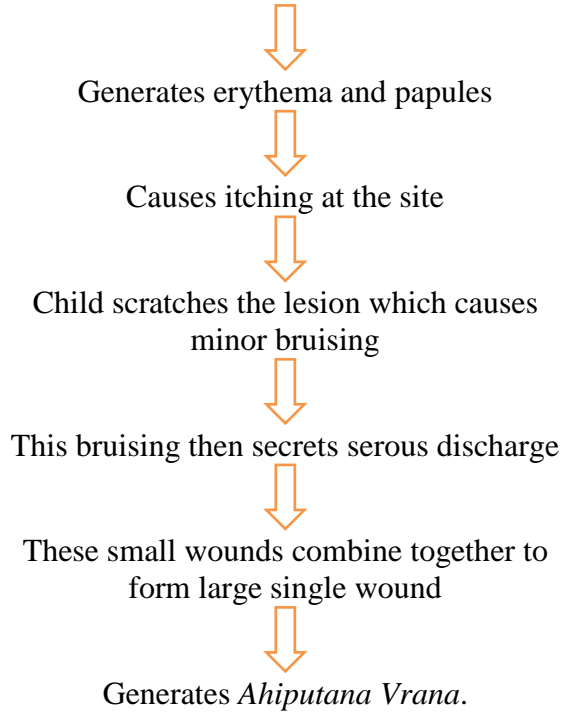 Generates erythema and papules
Causes itching at the site
Child scratches the lesion which causes
minor bruising
This bruising then secrets serous discharge
These small wounds combine together to
form large single wound
Generates Ahiputana Vrana.